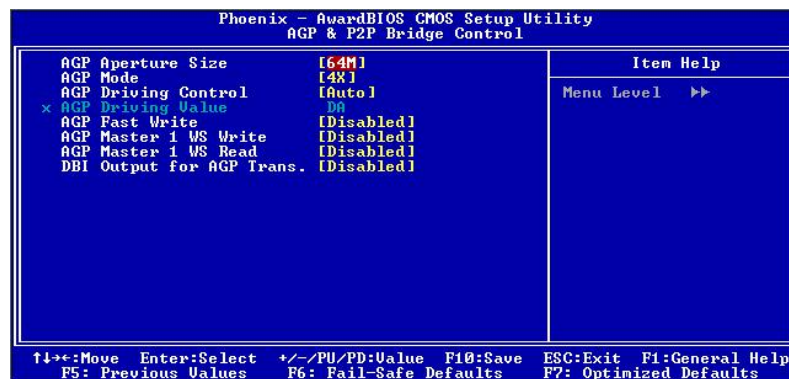 Phoenix - AwardBIOS CMOS Setup Utility
AGP & P2P Bridge Control
AGP Aperture Size [64M]
AGP Mode [4X]
AGP Driving Control [Auto]
x AGP Driving Value DA
AGP Fast Write [Disabled]
AGP Master 1 WS Write [Disabled]
AGP Master 1 WS Read [Disabled]
DBI Output for AGP Trans. [Disabled]
Item Help
Menu Level ▶▶
↑↓→←:Move Enter:Select +/-/PU/PD:Value F10:Save ESC:Exit F1:General Help
F5: Previous Values F6: Fail-Safe Defaults F7: Optimized Defaults